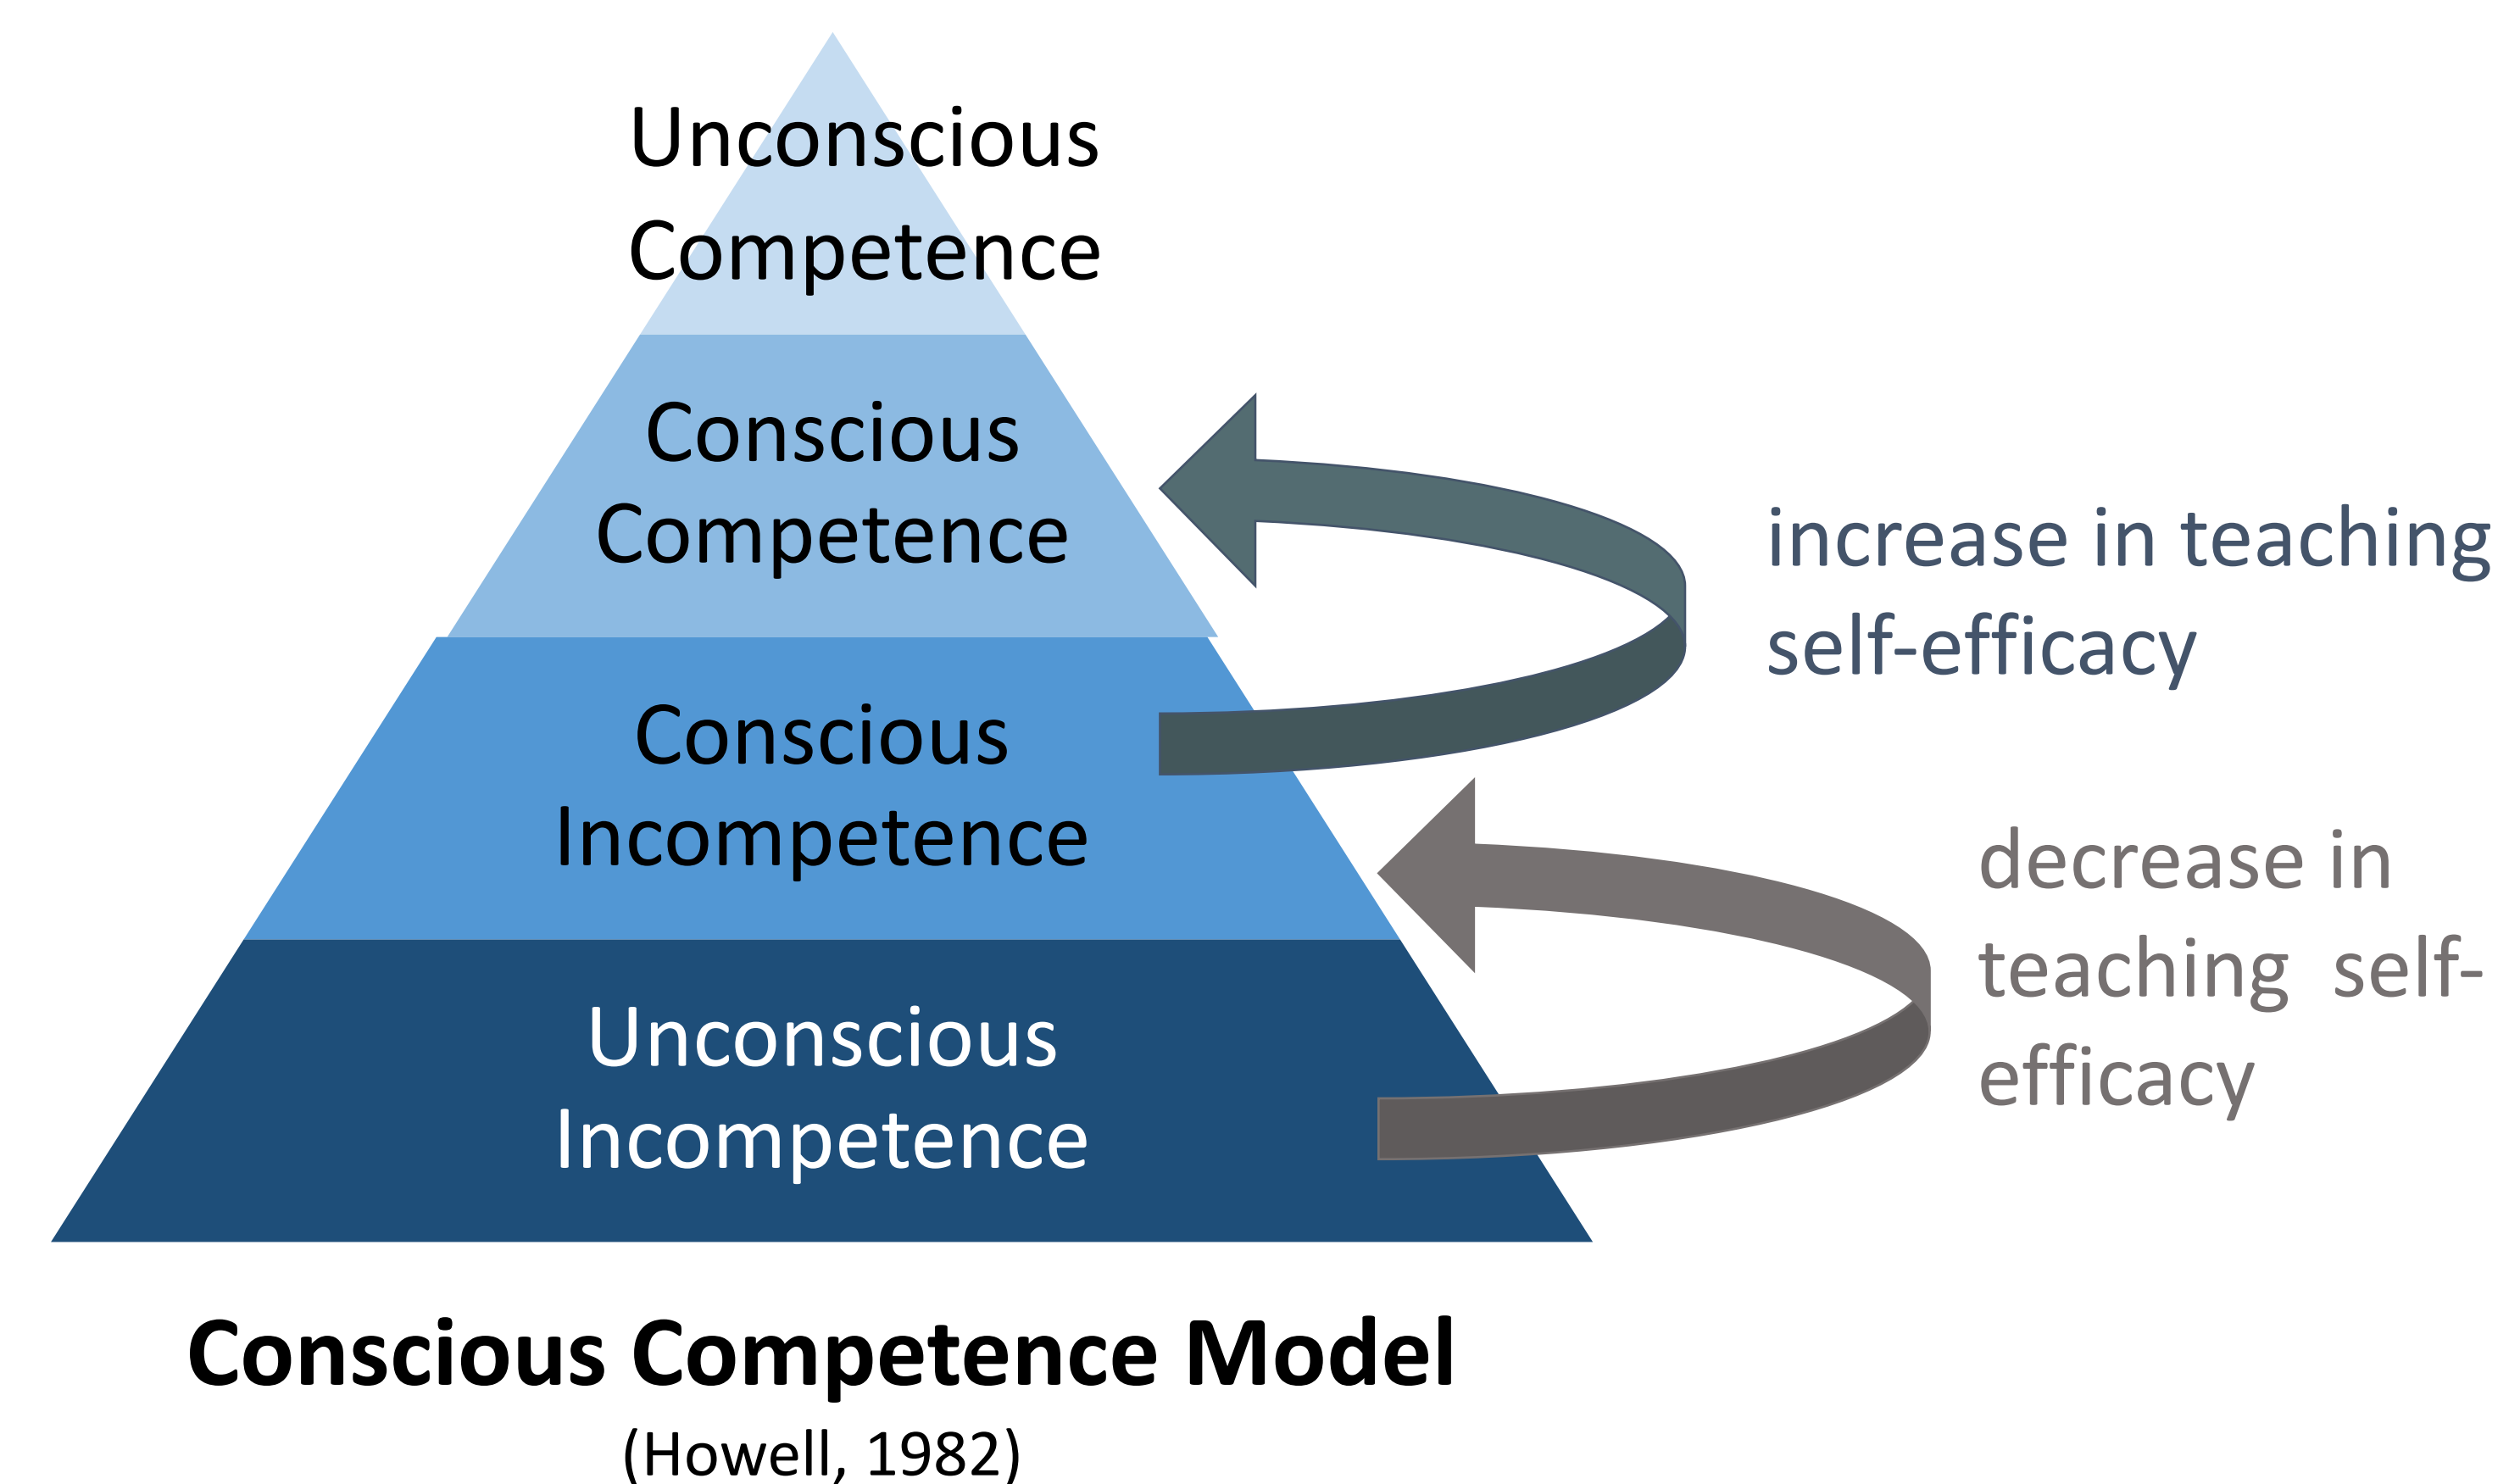 Unconscious
Competence
Conscious
Competence
increase in teaching
self-efficacy
Conscious
Incompetence
decrease in
teaching  self-
efficacy
Unconscious
Incompetence
Conscious Competence Model
(Howell, 1982)